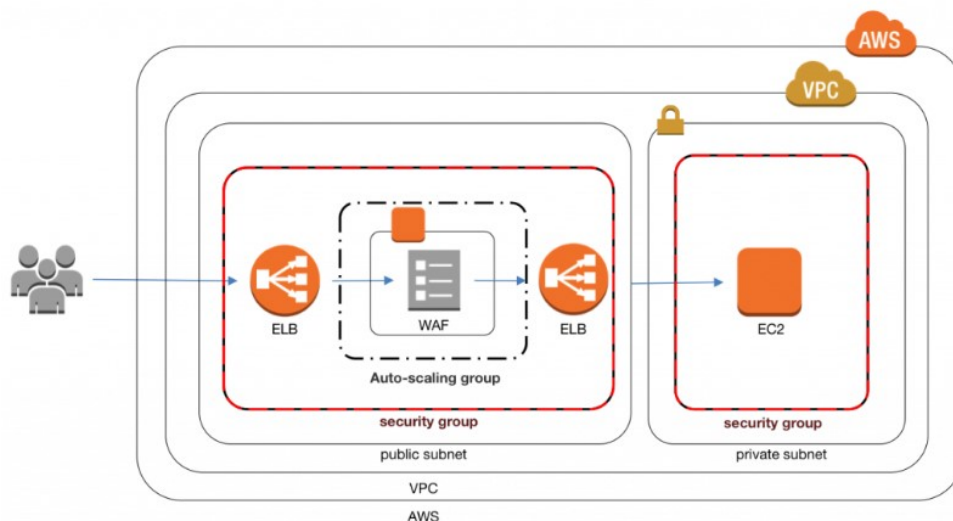 AWS
VPC
ELB
WAF
ELB
EC2
Auto-scaling group
security group
security group
public subnet
private subnet
VPC
AWS